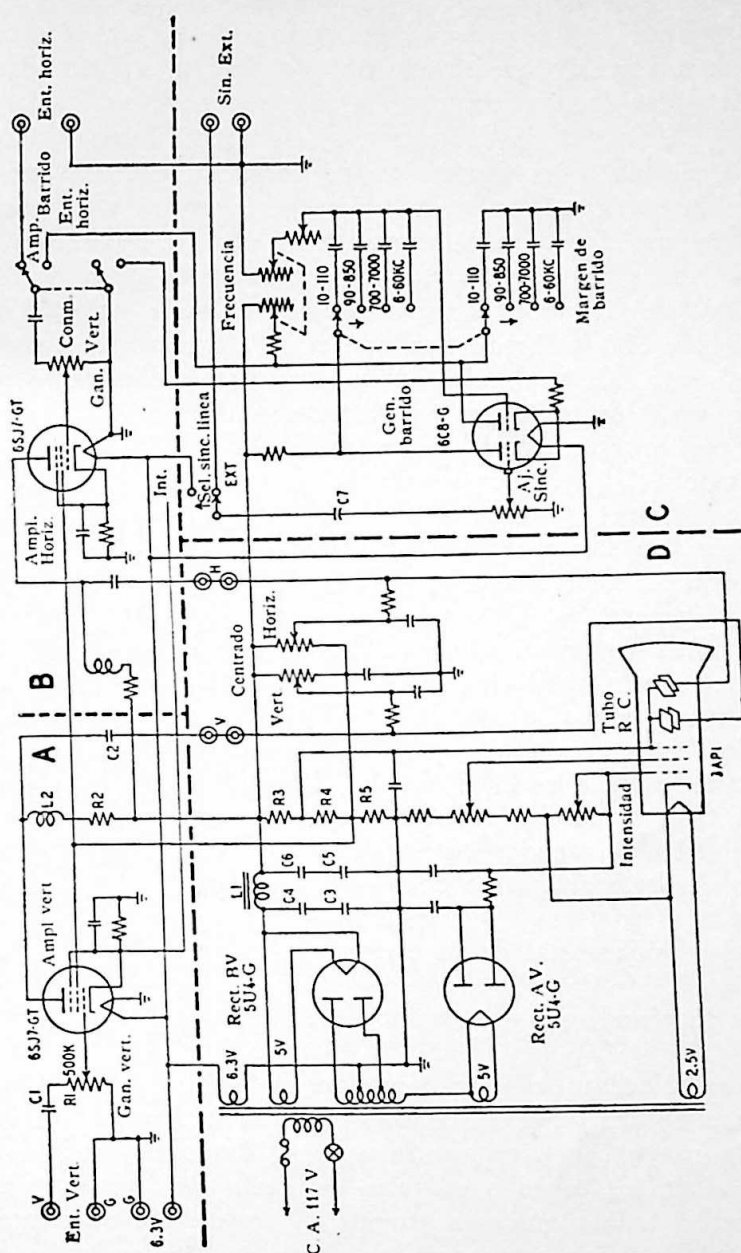 V
Ent. Vert.
G
G
6.3V
C1
R1
500K
Gan. vert.
6SJ7-GT
Ampl vert
A
L2
R2
C2
V
B
Ampl.
Horiz.
6SJ7-GT
Gan.
Vert.
Comm.
Amp.
Barrido
Ent.
horiz.
Ent. horiz.
Sin. Ext.
Int.
Sel. sinc. linea
EXT
H
C. A. 117 V
6.3V
5V
5V
2.5V
Rect. BV
5U4-G
Rect. AV.
5U4-G
L1
C4
C6
C3
C5
R3
R4
R5
Centrado
Vert.
Horiz.
Intensidad
Tubo
R C.
3AP1
D
C
C7
Aj.
Sinc.
Gen.
barrido
6C8-G
Frecuencia
10-110
90-850
700-7000
6-60KC
10-110
90-850
700-7000
6-60KC
Margen de
barrido